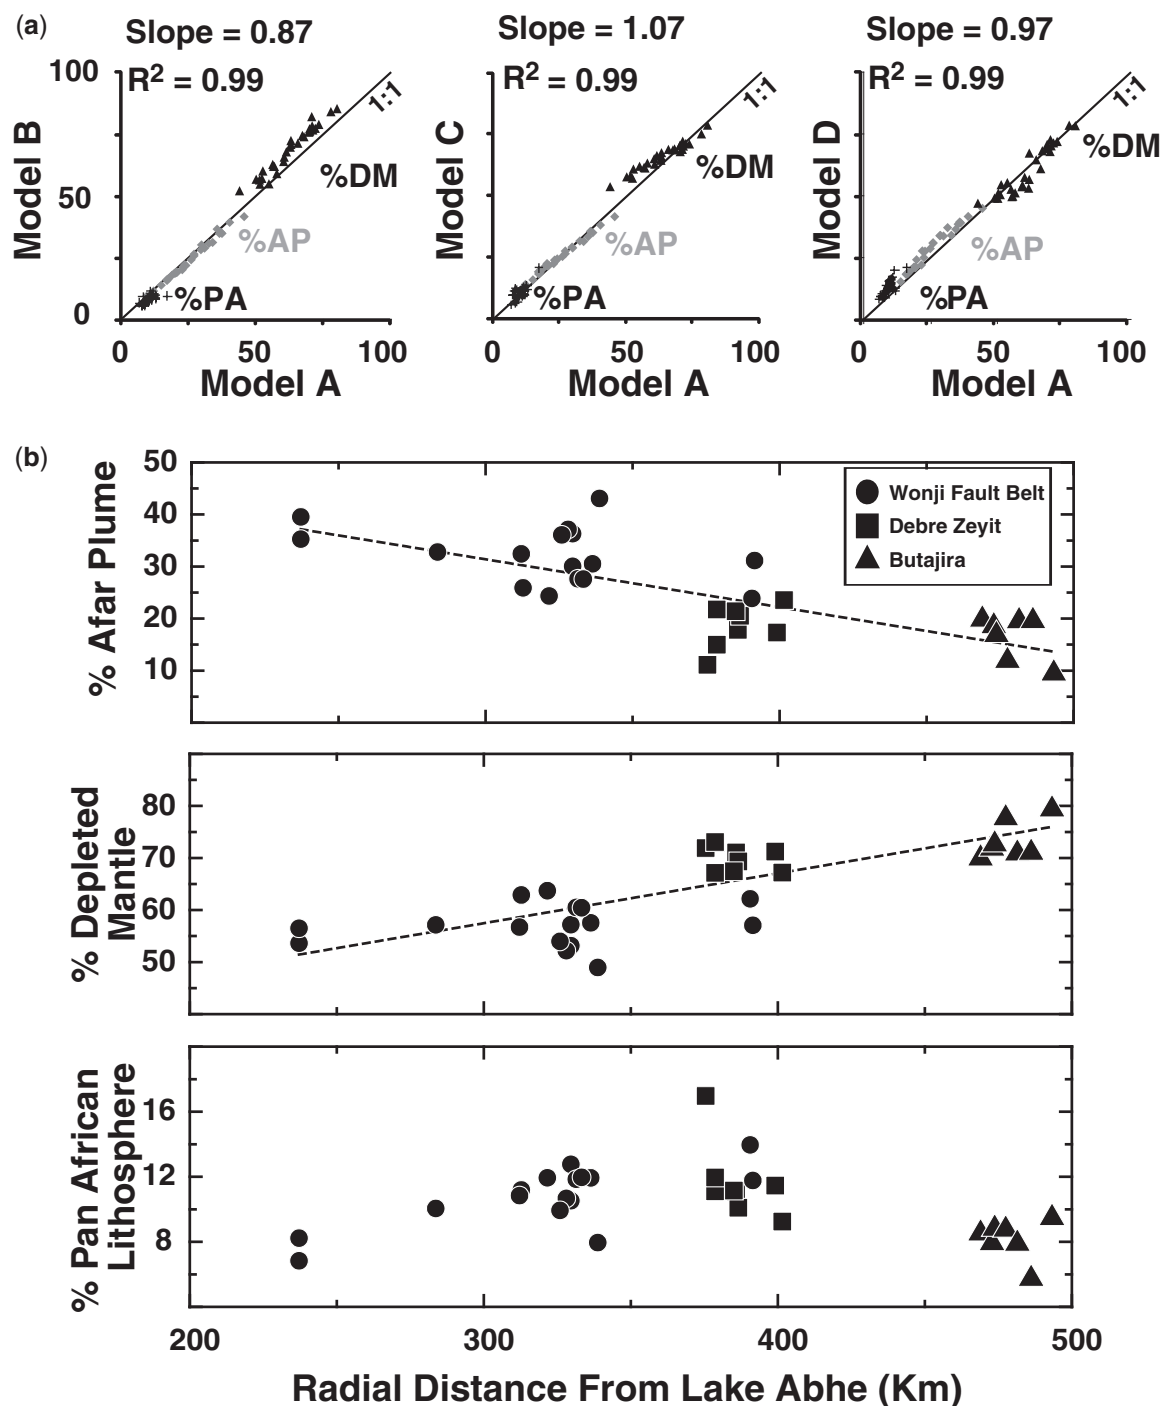 (a)
Slope = 0.87
Slope = 1.07
Slope = 0.97
100
R2 = 0.99
1:1
Model B
50
%DM
%AP
%PA
0
0 50 100
Model A
R2 = 0.99
1:1
Model C
%DM
%AP
%PA
0 50 100
Model A
R2 = 0.99
1:1
Model D
%DM
%AP
%PA
0 50 100
Model A
(b)
% Afar Plume
50
40
30
20
10
Wonji Fault Belt
Debre Zeyit
Butajira
% Depleted
Mantle
80
70
60
50
% Pan African
Lithosphere
16
12
8
200 300 400 500
Radial Distance From Lake Abhe (Km)